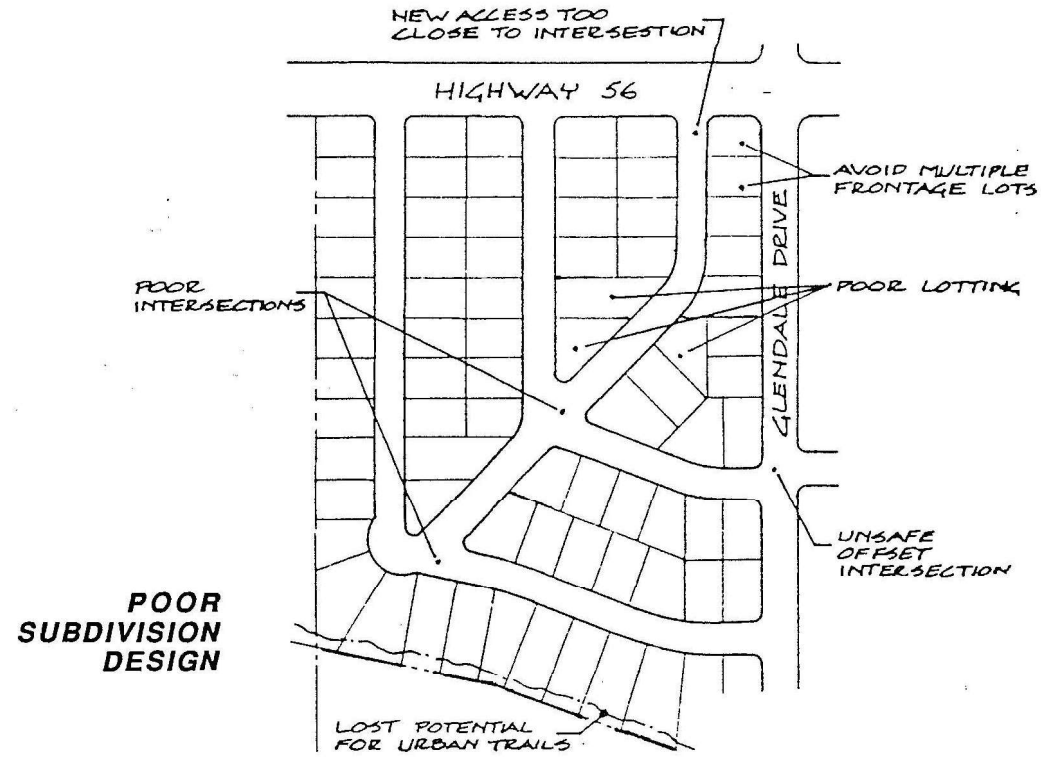 NEW ACCESS TOO
CLOSE TO INTERSESTION
HIGHWAY 56
AVOID MULTIPLE
FRONTAGE LOTS
GLENDALE DRIVE
POOR
INTERSECTIONS
POOR LOTTING
UNSAFE
OFFSET
INTERSECTION
POOR
SUBDIVISION
DESIGN
LOST POTENTIAL
FOR URBAN TRAILS